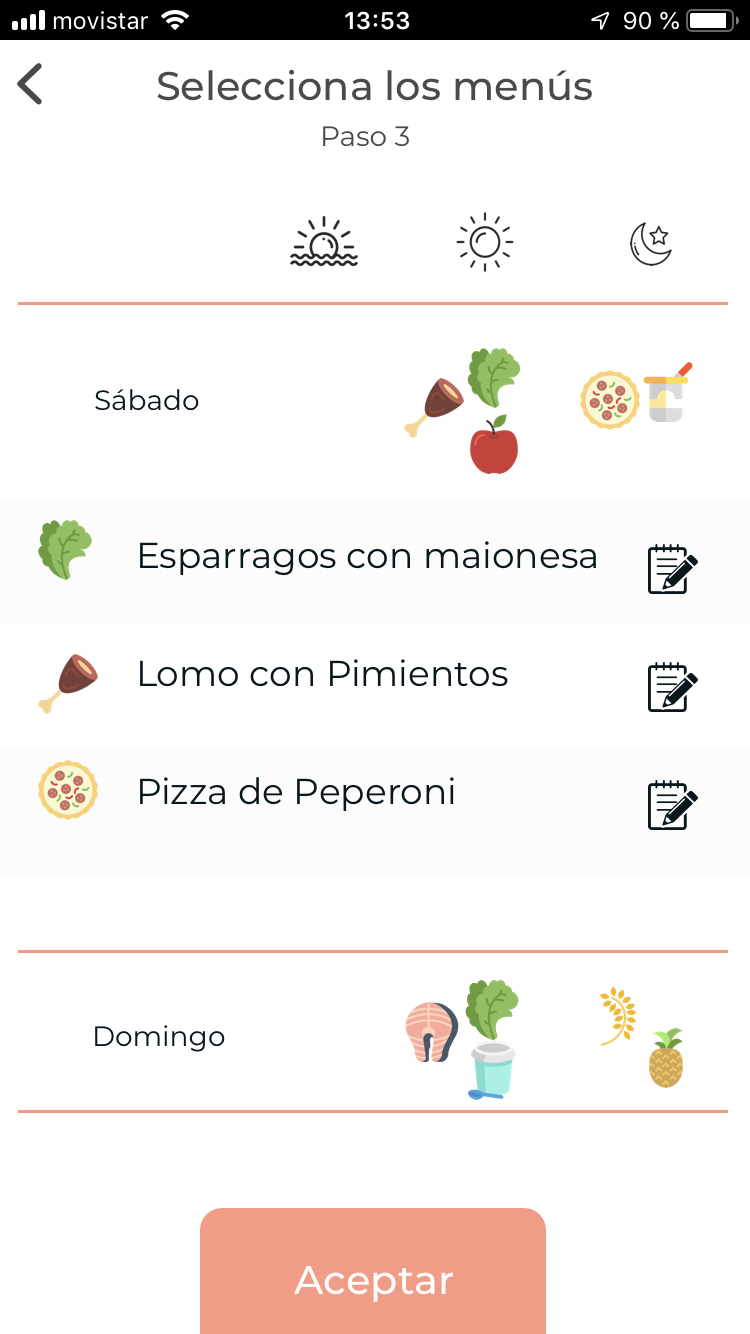 movistar 13:53 90 %
Selecciona los menús
Paso 3
Sábado
Esparragos con maionesa
Lomo con Pimientos
Pizza de Peperoni
Domingo
Aceptar